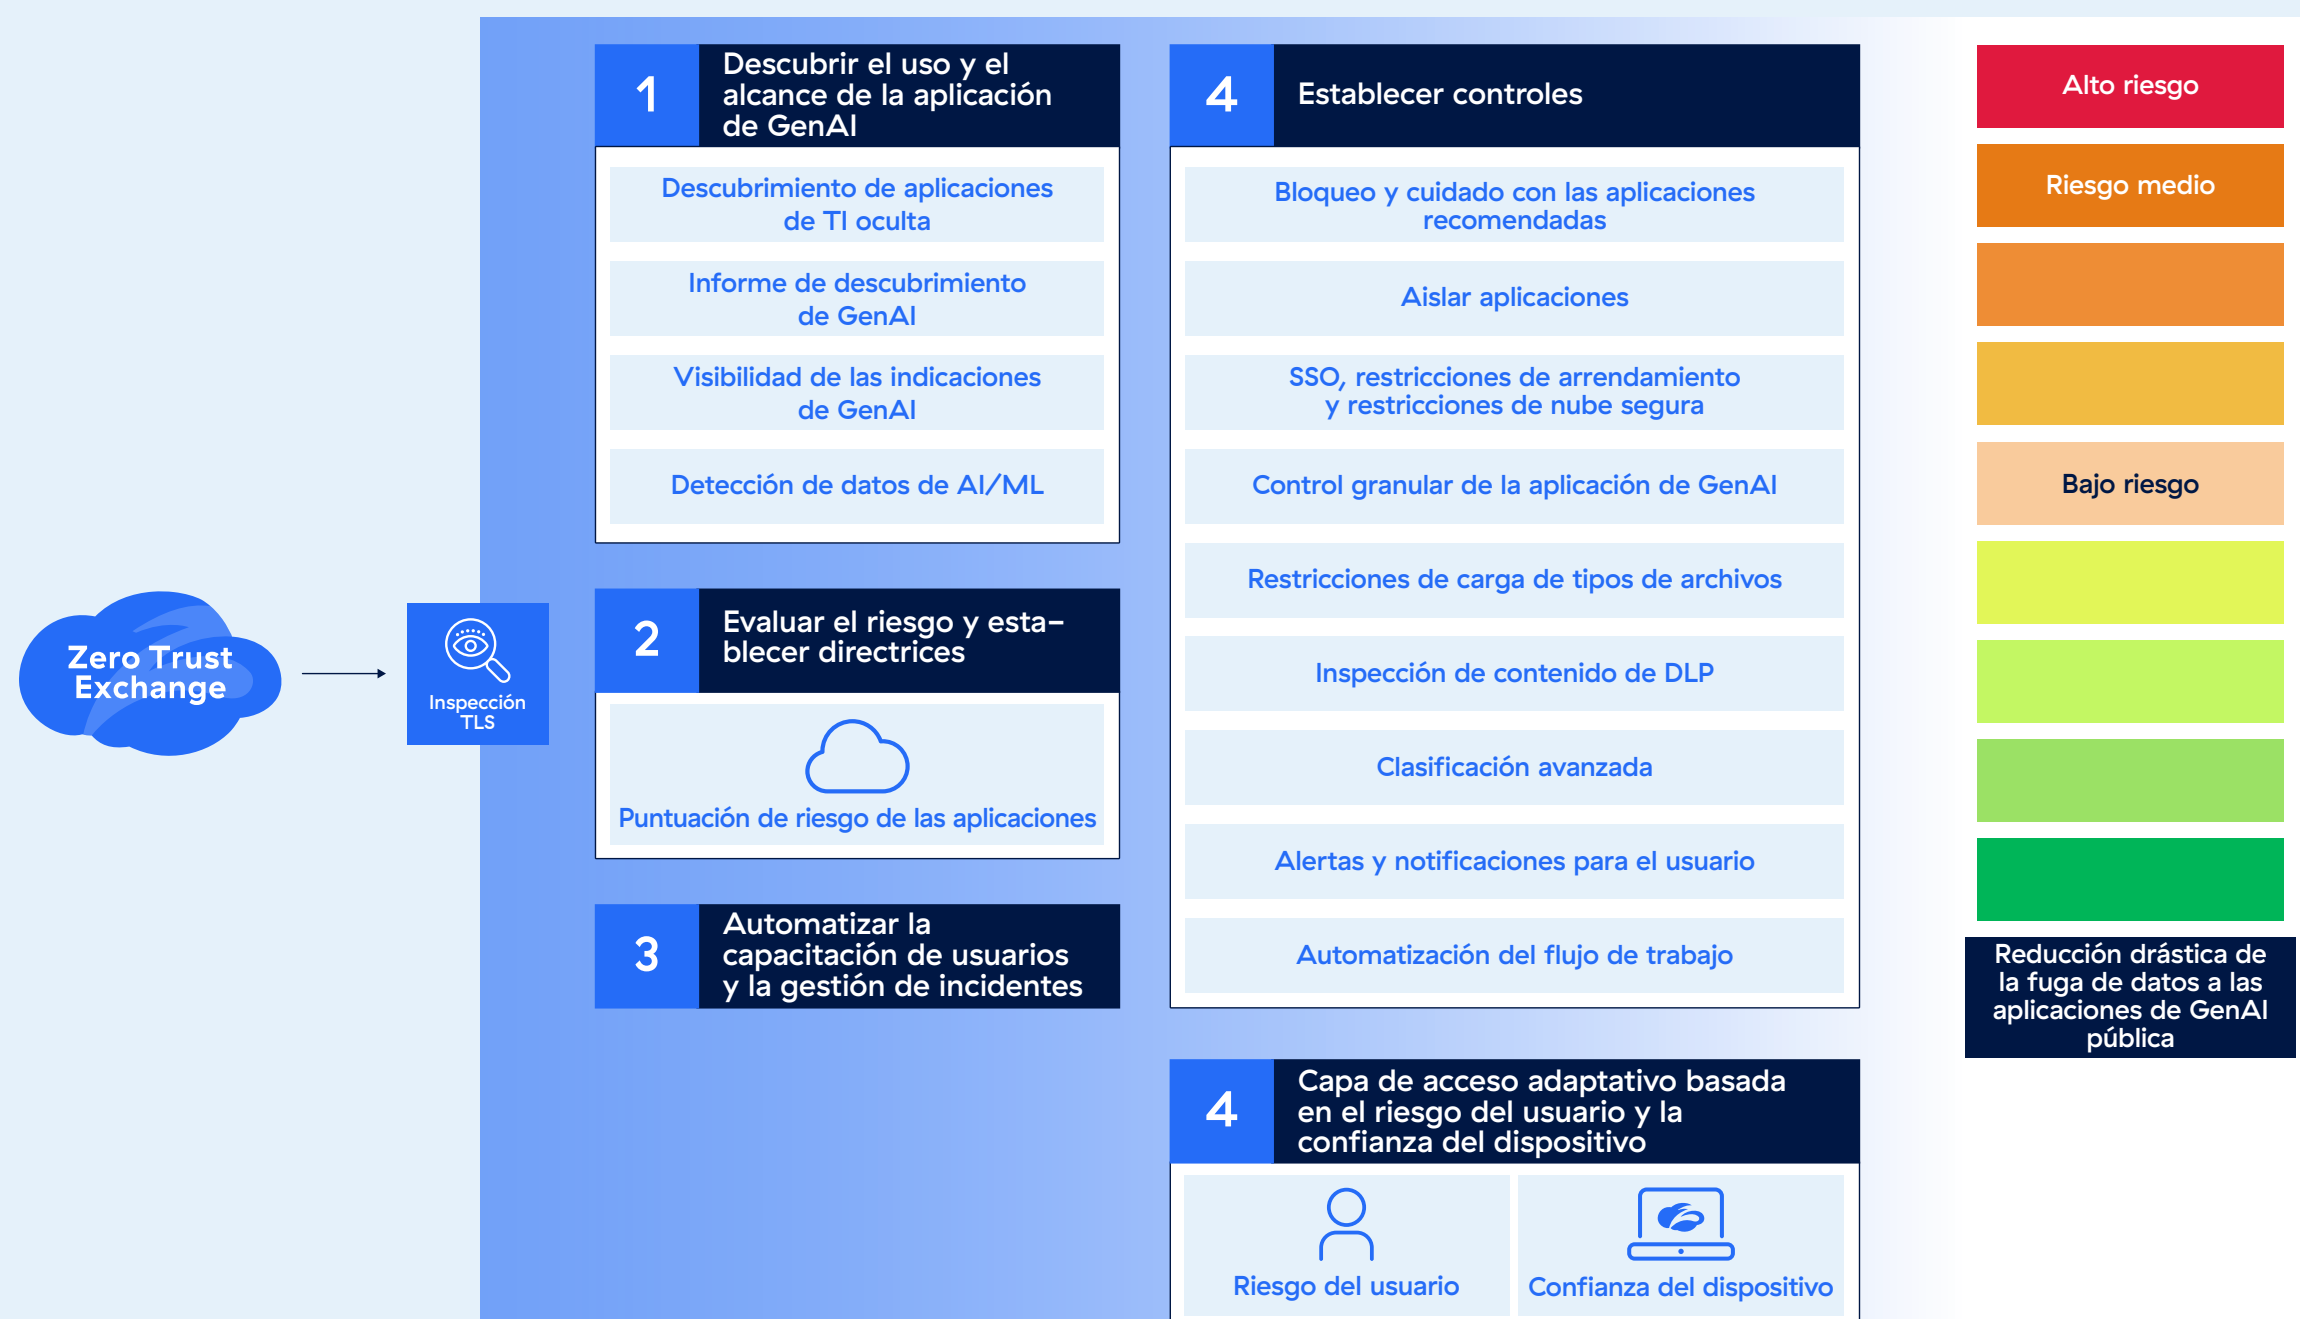 Zero Trust
Exchange
Inspección
TLS
1
Descubrir el uso y el
alcance de la aplicación
de GenAI
Descubrimiento de aplicaciones
de TI oculta
Informe de descubrimiento
de GenAI
Visibilidad de las indicaciones
de GenAI
Detección de datos de AI/ML
2
Evaluar el riesgo y esta–
blecer directrices
Puntuación de riesgo de las aplicaciones
3
Automatizar la
capacitación de usuarios
y la gestión de incidentes
4
Establecer controles
Bloqueo y cuidado con las aplicaciones
recomendadas
Aislar aplicaciones
SSO, restricciones de arrendamiento
y restricciones de nube segura
Control granular de la aplicación de GenAI
Restricciones de carga de tipos de archivos
Inspección de contenido de DLP
Clasificación avanzada
Alertas y notificaciones para el usuario
Automatización del flujo de trabajo
4
Capa de acceso adaptativo basada
en el riesgo del usuario y la
confianza del dispositivo
Riesgo del usuario
Confianza del dispositivo
Alto riesgo
Riesgo medio
Bajo riesgo
Reducción drástica de
la fuga de datos a las
aplicaciones de GenAI
pública